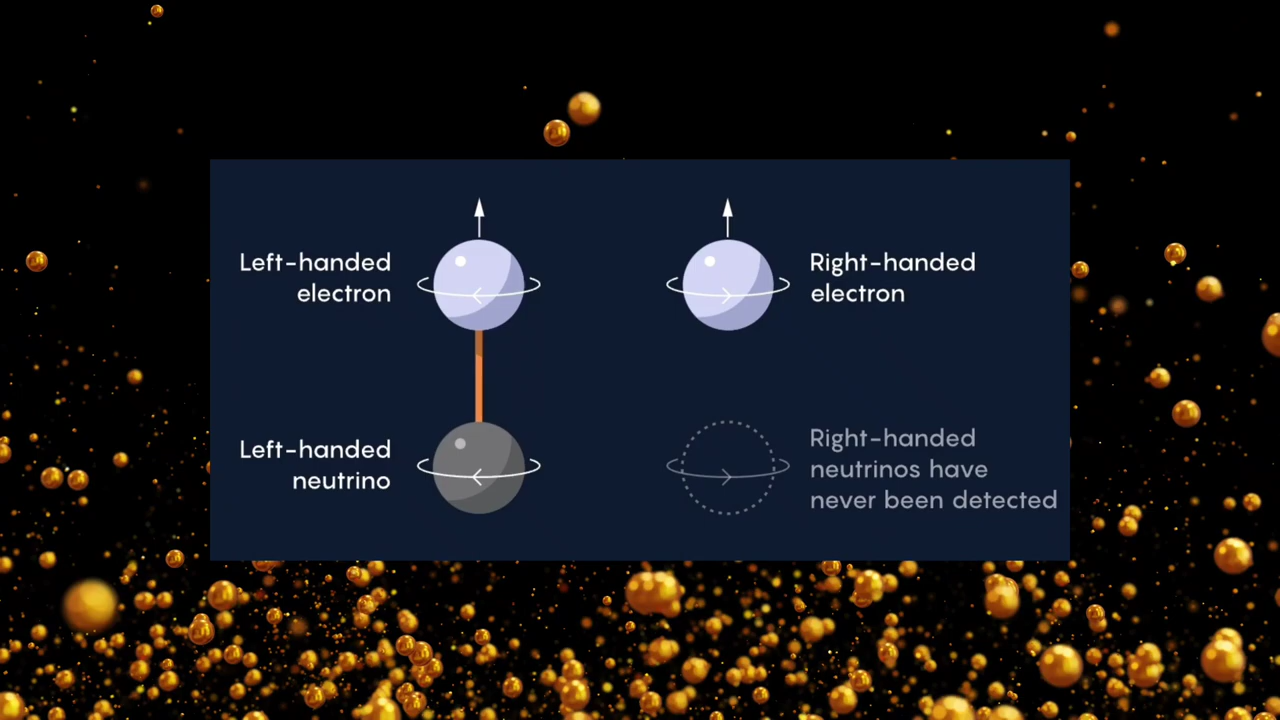 Left-handed
electron
Right-handed
electron
Left-handed
neutrino
Right-handed
neutrinos have
never been detected